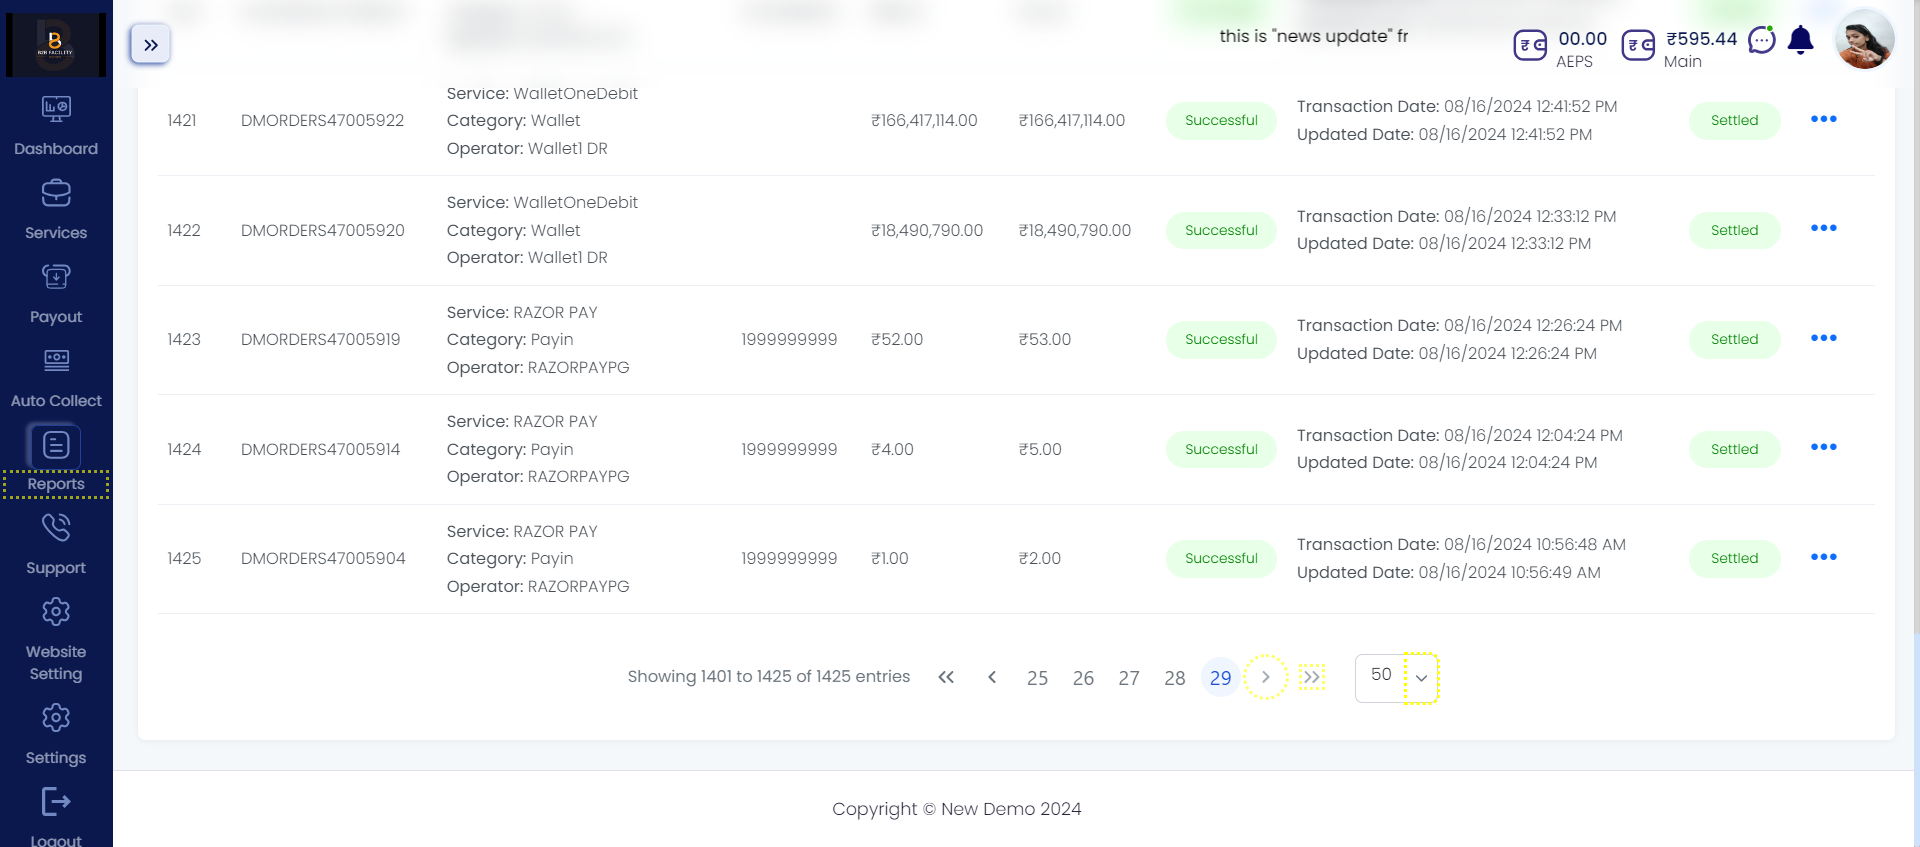 B2B FACILITY
this is "news update" fr
00.00
AEPS
₹595.44
Main
Dashboard
Services
Payout
Auto Collect
Reports
Support
Website
Setting
Settings
Logout
Service: WalletOneDebit
1421 DMORDERS47005922 Category: Wallet ₹166,417,114.00 ₹166,417,114.00 Successful Transaction Date: 08/16/2024 12:41:52 PM Settled
Updated Date: 08/16/2024 12:41:52 PM
Operator: Wallet1 DR
Service: WalletOneDebit
1422 DMORDERS47005920 Category: Wallet ₹18,490,790.00 ₹18,490,790.00 Successful Transaction Date: 08/16/2024 12:33:12 PM Settled
Updated Date: 08/16/2024 12:33:12 PM
Operator: Wallet1 DR
Service: RAZOR PAY
1423 DMORDERS47005919 Category: Payin 1999999999 ₹52.00 ₹53.00 Successful Transaction Date: 08/16/2024 12:26:24 PM Settled
Updated Date: 08/16/2024 12:26:24 PM
Operator: RAZORPAYPG
Service: RAZOR PAY
1424 DMORDERS47005914 Category: Payin 1999999999 ₹4.00 ₹5.00 Successful Transaction Date: 08/16/2024 12:04:24 PM Settled
Updated Date: 08/16/2024 12:04:24 PM
Operator: RAZORPAYPG
Service: RAZOR PAY
1425 DMORDERS47005904 Category: Payin 1999999999 ₹1.00 ₹2.00 Successful Transaction Date: 08/16/2024 10:56:48 AM Settled
Updated Date: 08/16/2024 10:56:49 AM
Operator: RAZORPAYPG
Showing 1401 to 1425 of 1425 entries 25 26 27 28 29 50
Copyright © New Demo 2024